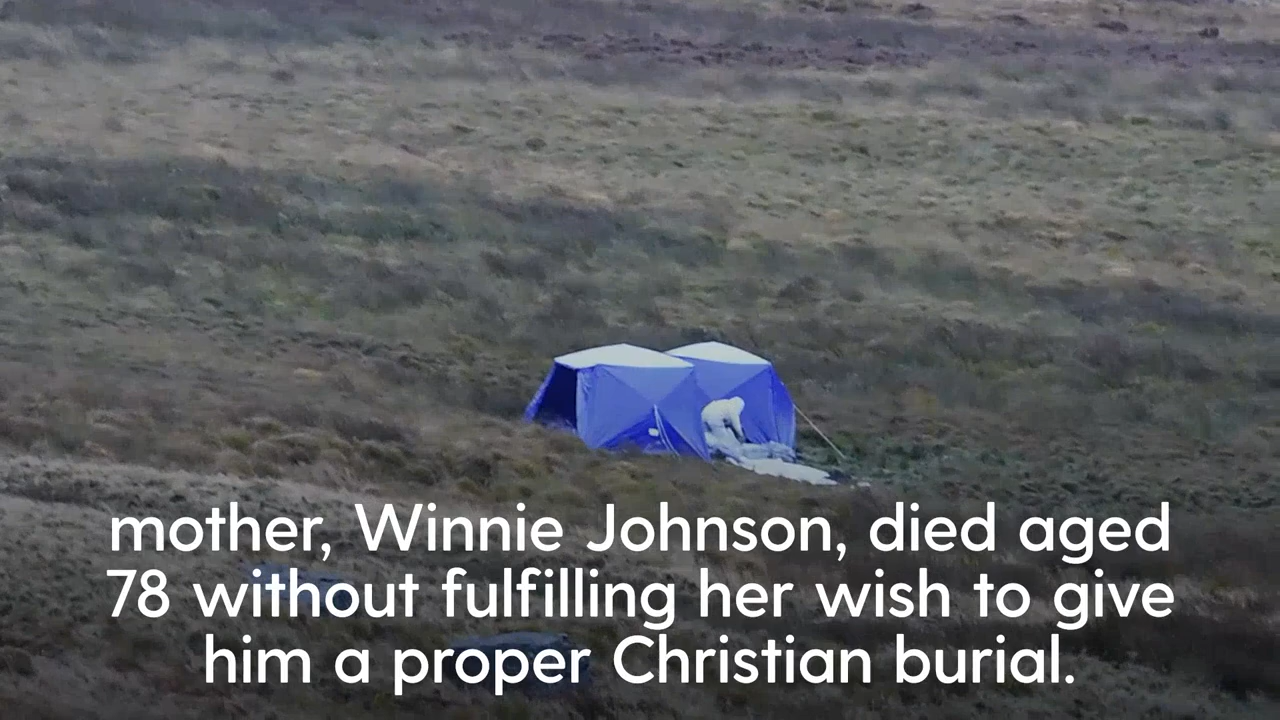 mother, Winnie Johnson, died aged
78 without fulfilling her wish to give
him a proper Christian burial.